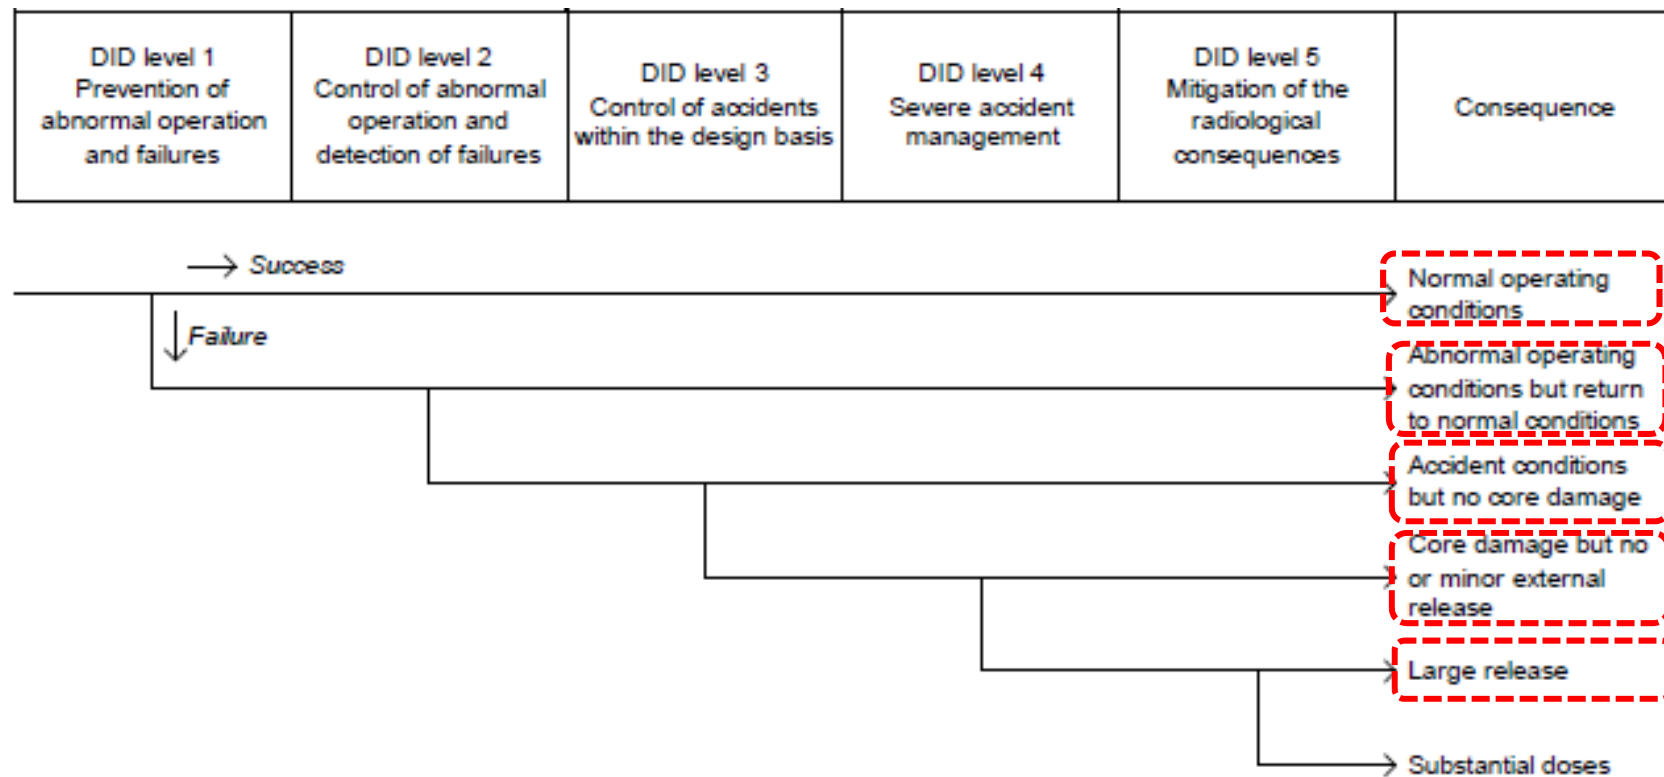 DID level 1
Prevention of
abnormal operation
and failures
DID level 2
Control of abnormal
operation and
detection of failures
DID level 3
Control of accidents
within the design basis
DID level 4
Severe accident
management
DID level 5
Mitigation of the
radiological
consequences
Consequence
Success
Failure
Normal operating
conditions
Abnormal operating
conditions but return
to normal conditions
Accident conditions
but no core damage
Core damage but no
or minor external
release
Large release
Substantial doses